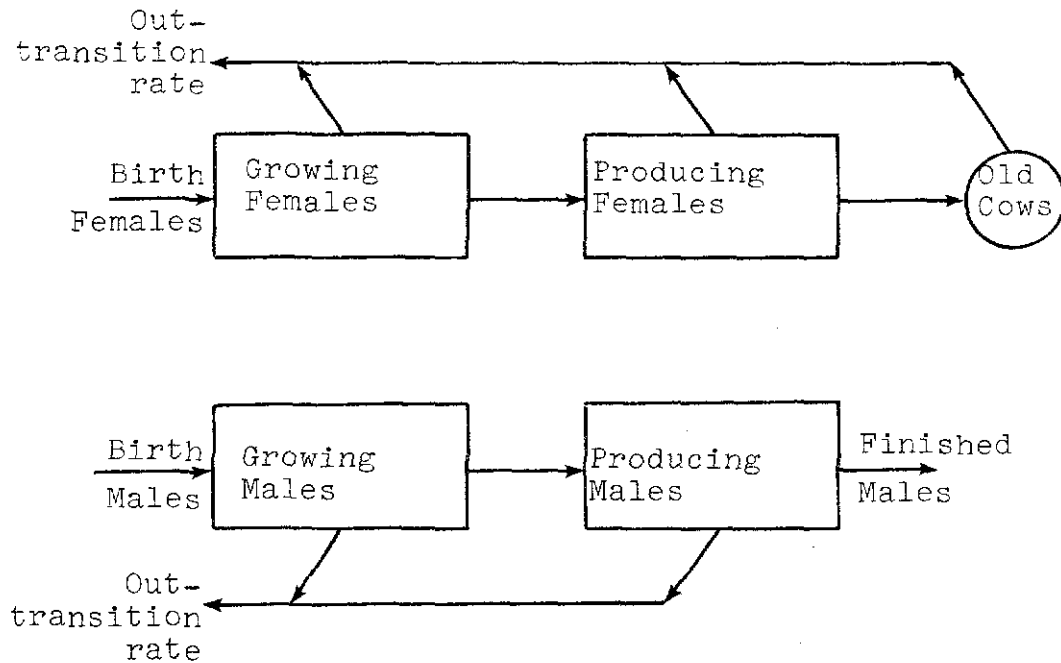 Out-
transition
rate
Birth
Females
Growing
Females
Producing
Females
Old
Cows
Birth
Males
Growing
Males
Producing
Males
Finished
Males
Out-
transition
rate